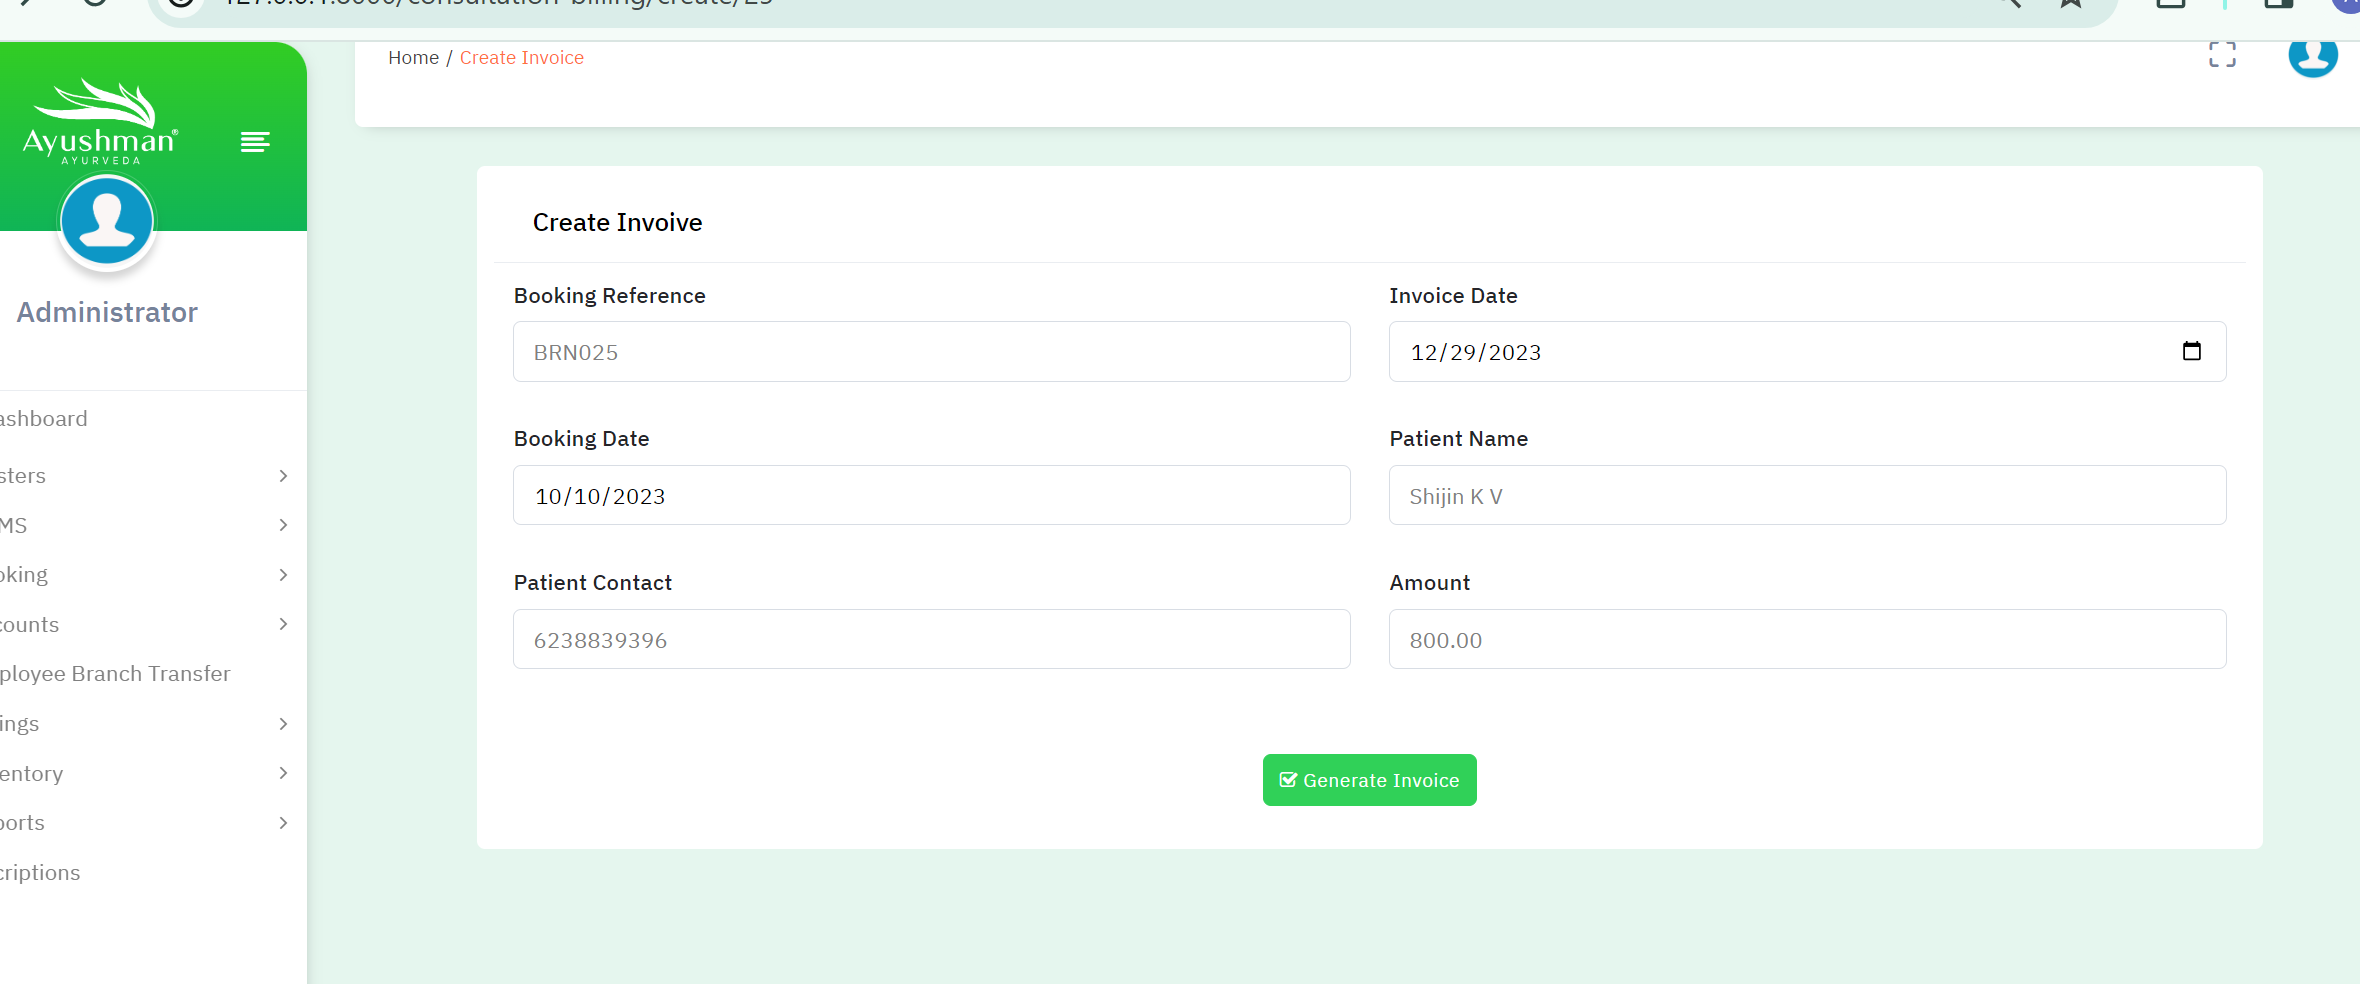 Home / Create Invoice
Ayushman®
AYURVEDA
Administrator
ashboard
sters
MS
oking
counts
ployee Branch Transfer
ings
entory
ports
criptions
Create Invoive
Booking Reference
BRN025
Invoice Date
12/29/2023
Booking Date
10/10/2023
Patient Name
Shijin K V
Patient Contact
6238839396
Amount
800.00
Generate Invoice